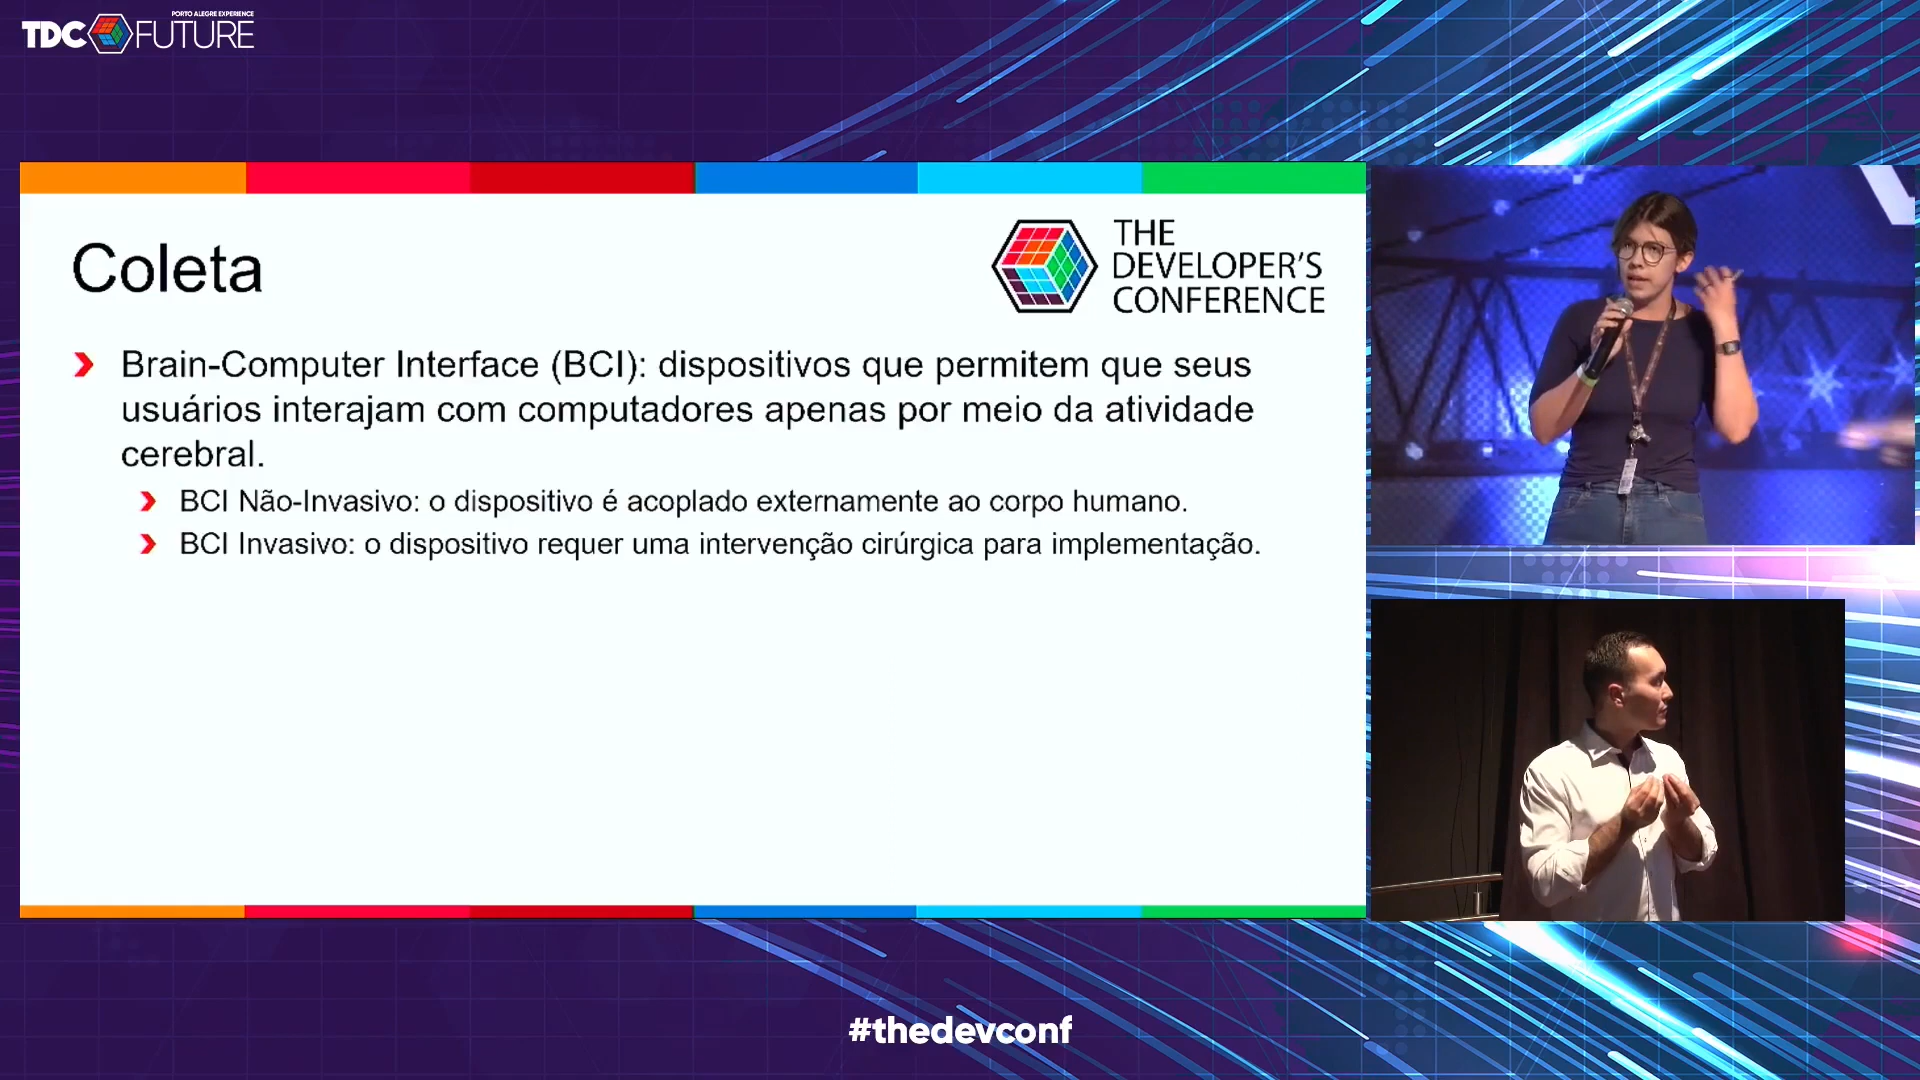 PORTO ALEGRE EXPERIENCE
TDC FUTURE
Coleta
THE
DEVELOPER'S
CONFERENCE
Brain-Computer Interface (BCI): dispositivos que permitem que seus
usuários interajam com computadores apenas por meio da atividade
cerebral.
BCI Não-Invasivo: o dispositivo é acoplado externamente ao corpo humano.
BCI Invasivo: o dispositivo requer uma intervenção cirúrgica para implementação.
#thedevconf